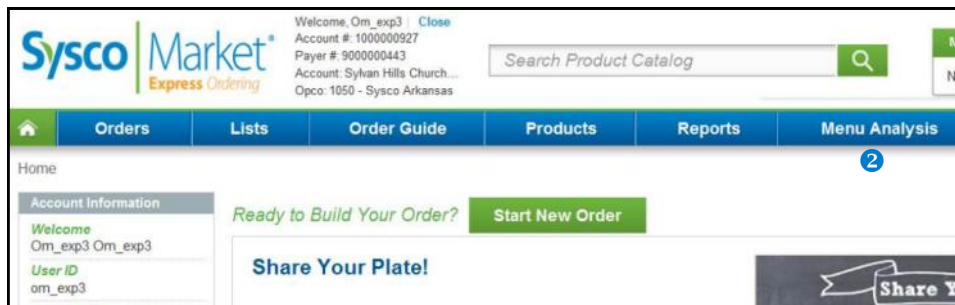 Sysco Market
Express Ordering
Welcome, Om_exp3 | Close
Account #: 1000000927
Payer #: 9000000443
Account: Sylvan Hills Church...
Opco: 1050 - Sysco Arkansas
Search Product Catalog
Orders Lists Order Guide Products Reports Menu Analysis
2
Home
Account Information
Welcome
Om_exp3 Om_exp3
User ID
om_exp3
Ready to Build Your Order? Start New Order
Share Your Plate!
Share